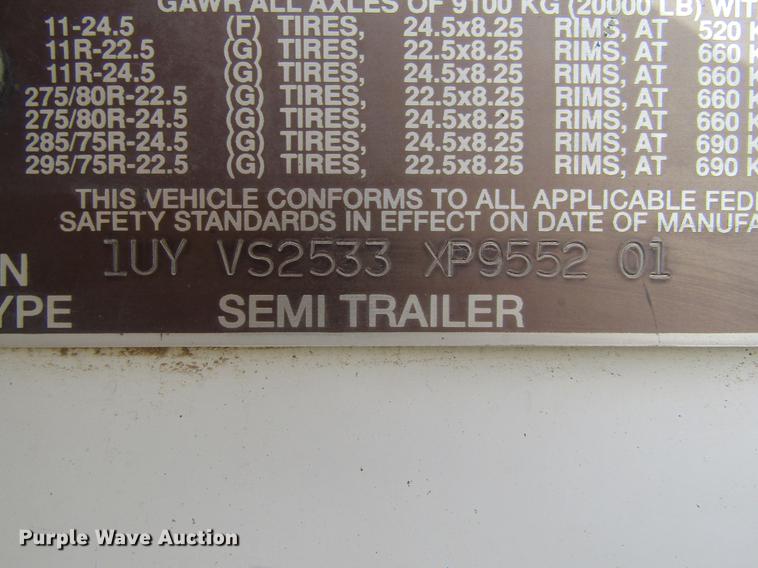 GAWR ALL AXLES OF 9100 KG (20000 LB) WIT
11-24.5 (F) TIRES, 24.5x8.25 RIMS, AT 520 K
11R-22.5 (G) TIRES, 22.5x8.25 RIMS, AT 660 K
11R-24.5 (G) TIRES, 24.5x8.25 RIMS, AT 660 K
275/80R-22.5 (G) TIRES, 22.5x8.25 RIMS, AT 660 K
275/80R-24.5 (G) TIRES, 24.5x8.25 RIMS, AT 660 K
285/75R-24.5 (G) TIRES, 24.5x8.25 RIMS, AT 690 K
295/75R-22.5 (G) TIRES, 22.5x8.25 RIMS, AT 690 K
THIS VEHICLE CONFORMS TO ALL APPLICABLE FEDE
SAFETY STANDARDS IN EFFECT ON DATE OF MANUFA
N 1UY VS2533 XP9552 01
YPE SEMI TRAILER
Purple Wave Auction